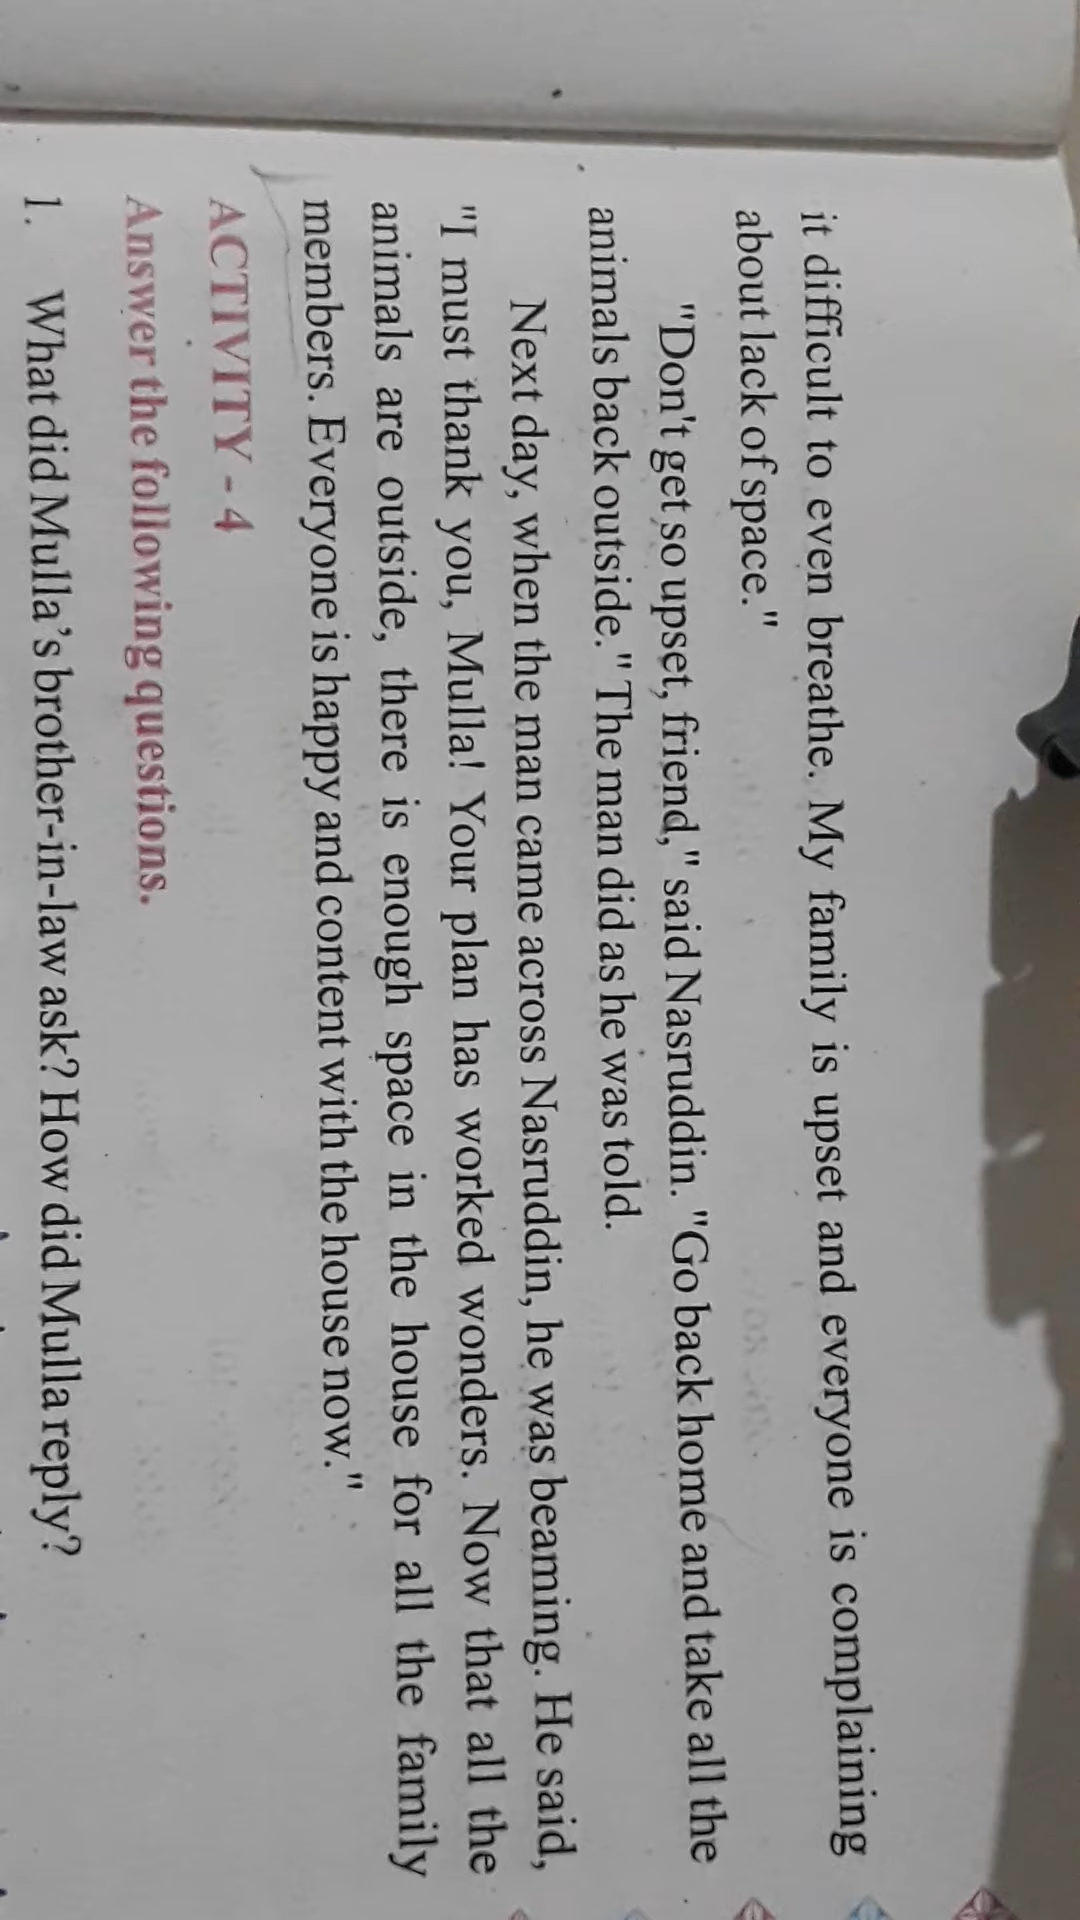 it difficult to even breathe. My family is upset and everyone is complaining
about lack of space."
"Don't get so upset, friend," said Nasruddin. "Go back home and take all the
animals back outside." The man did as he was told.
Next day, when the man came across Nasruddin, he was beaming. He said,
"I must thank you, Mulla! Your plan has worked wonders. Now that all the
animals are outside, there is enough space in the house for all the family
members. Everyone is happy and content with the house now."
ACTIVITY - 4
Answer the following questions.
1. What did Mulla's brother-in-law ask? How did Mulla reply?